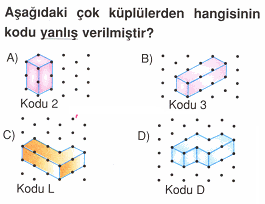 Aşağıdaki çok küplülerden hangisinin
kodu yanlış verilmiştir?
A)
Kodu 2
B)
Kodu 3
C)
Kodu L
D)
Kodu D